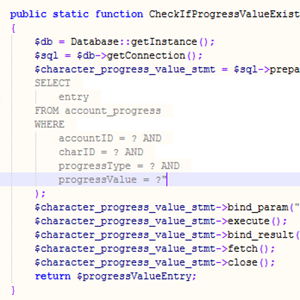 public static function CheckIfProgressValueExist
{
$db = Database::getInstance();
$sql = $db->getConnection();
$character_progress_value_stmt = $sql->prepa
SELECT
entry
FROM account_progress
WHERE
accountID = ? AND
charID = ? AND
progressType = ? AND
progressValue = ?"
);
$character_progress_value_stmt->bind_param("
$character_progress_value_stmt->execute();
$character_progress_value_stmt->bind_result(
$character_progress_value_stmt->fetch();
$character_progress_value_stmt->close();
return $progressValueEntry;
}